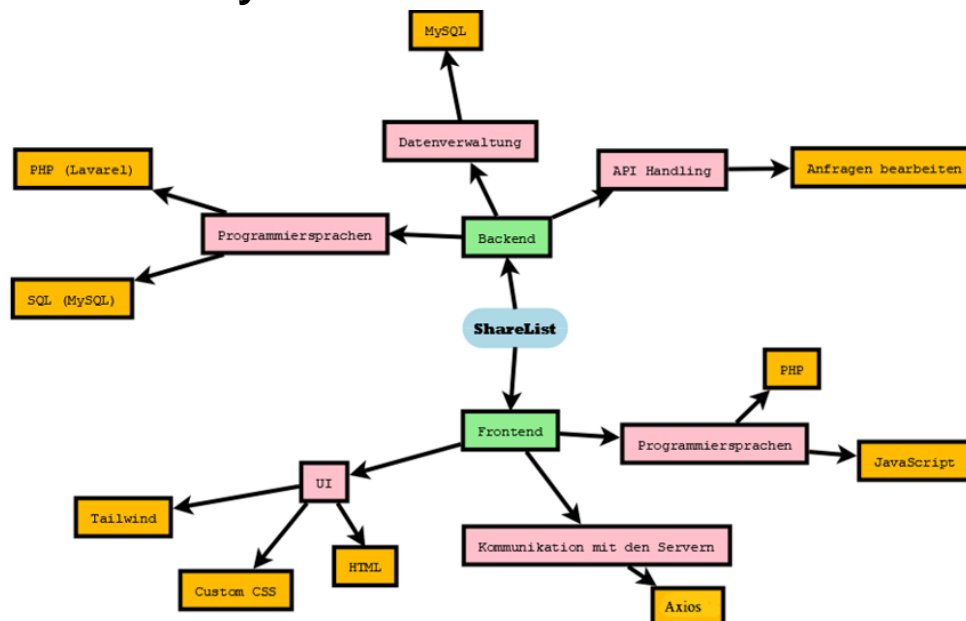 MySQL
Datenverwaltung
PHP (Lavarel)
API Handling
Anfragen bearbeiten
Programmiersprachen
Backend
SQL (MySQL)
ShareList
PHP
Frontend
Programmiersprachen
JavaScript
UI
Tailwind
Kommunikation mit den Servern
HTML
Custom CSS
Axios